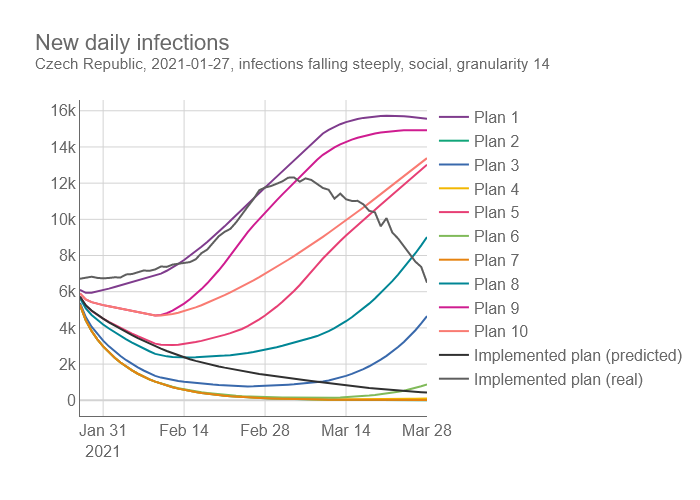 New daily infections
Czech Republic, 2021-01-27, infections falling steeply, social, granularity 14
16k
14k
12k
10k
8k
6k
4k
2k
0
Jan 31
2021
Feb 14
Feb 28
Mar 14
Mar 28
Plan 1
Plan 2
Plan 3
Plan 4
Plan 5
Plan 6
Plan 7
Plan 8
Plan 9
Plan 10
Implemented plan (predicted)
Implemented plan (real)